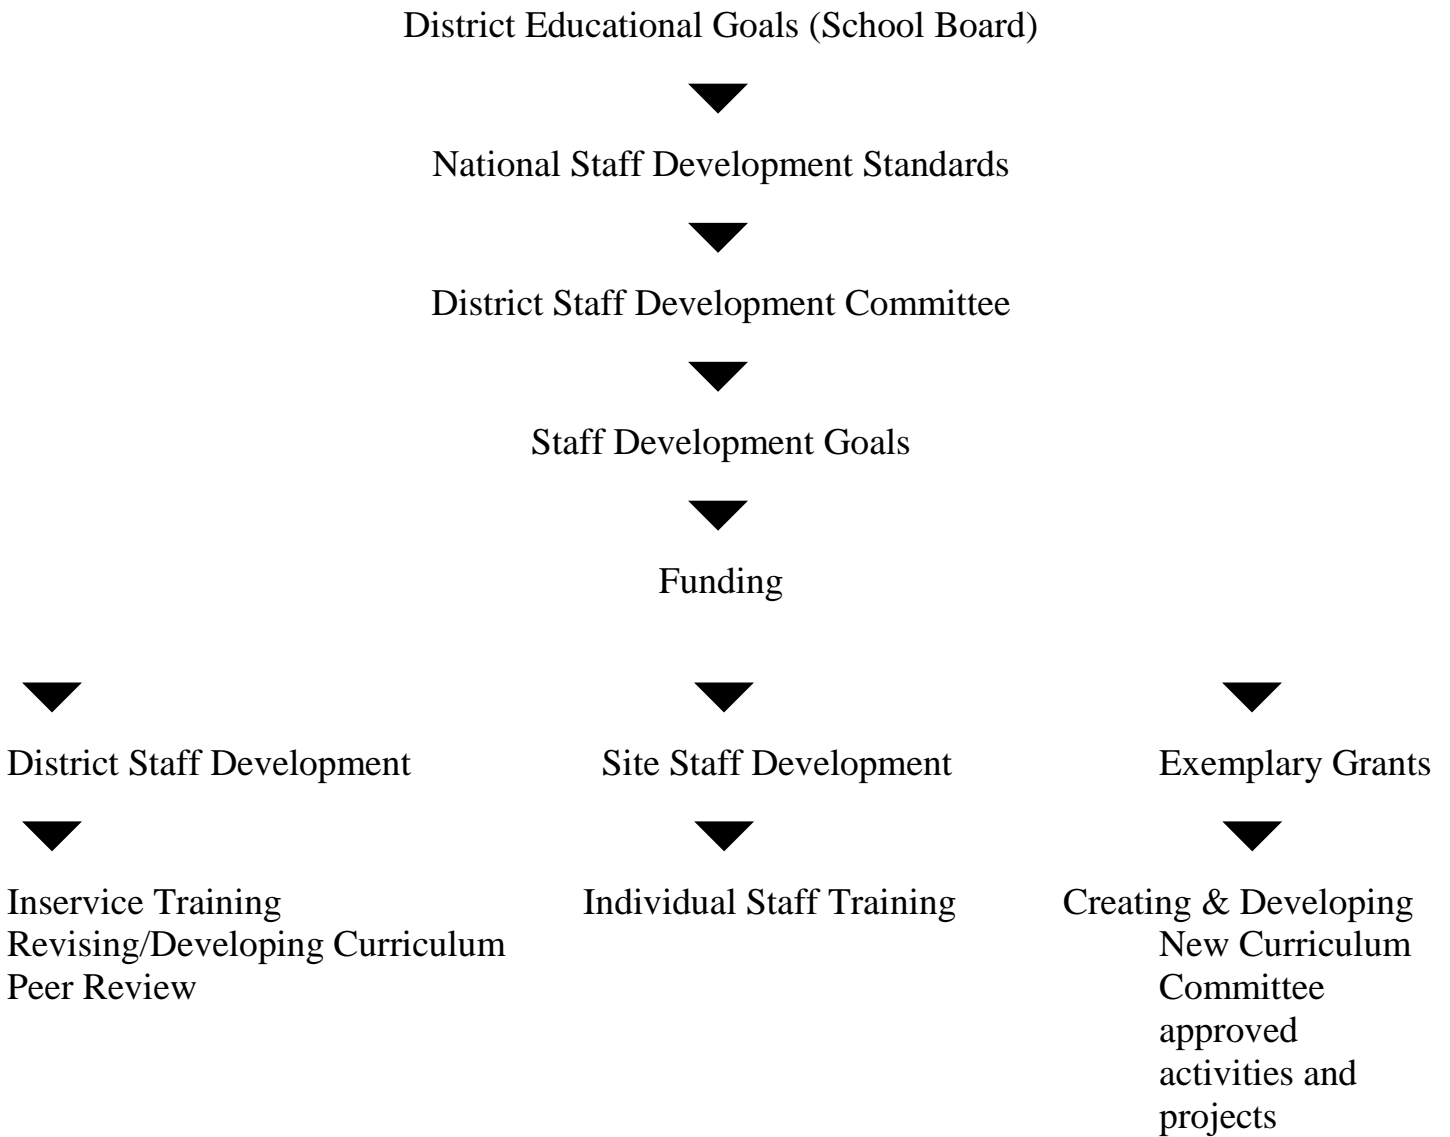 District Educational Goals (School Board)
National Staff Development Standards
District Staff Development Committee
Staff Development Goals
Funding
District Staff Development
Site Staff Development
Exemplary Grants
Inservice Training
Revising/Developing Curriculum
Peer Review
Individual Staff Training
Creating & Developing
New Curriculum
Committee
approved
activities and
projects